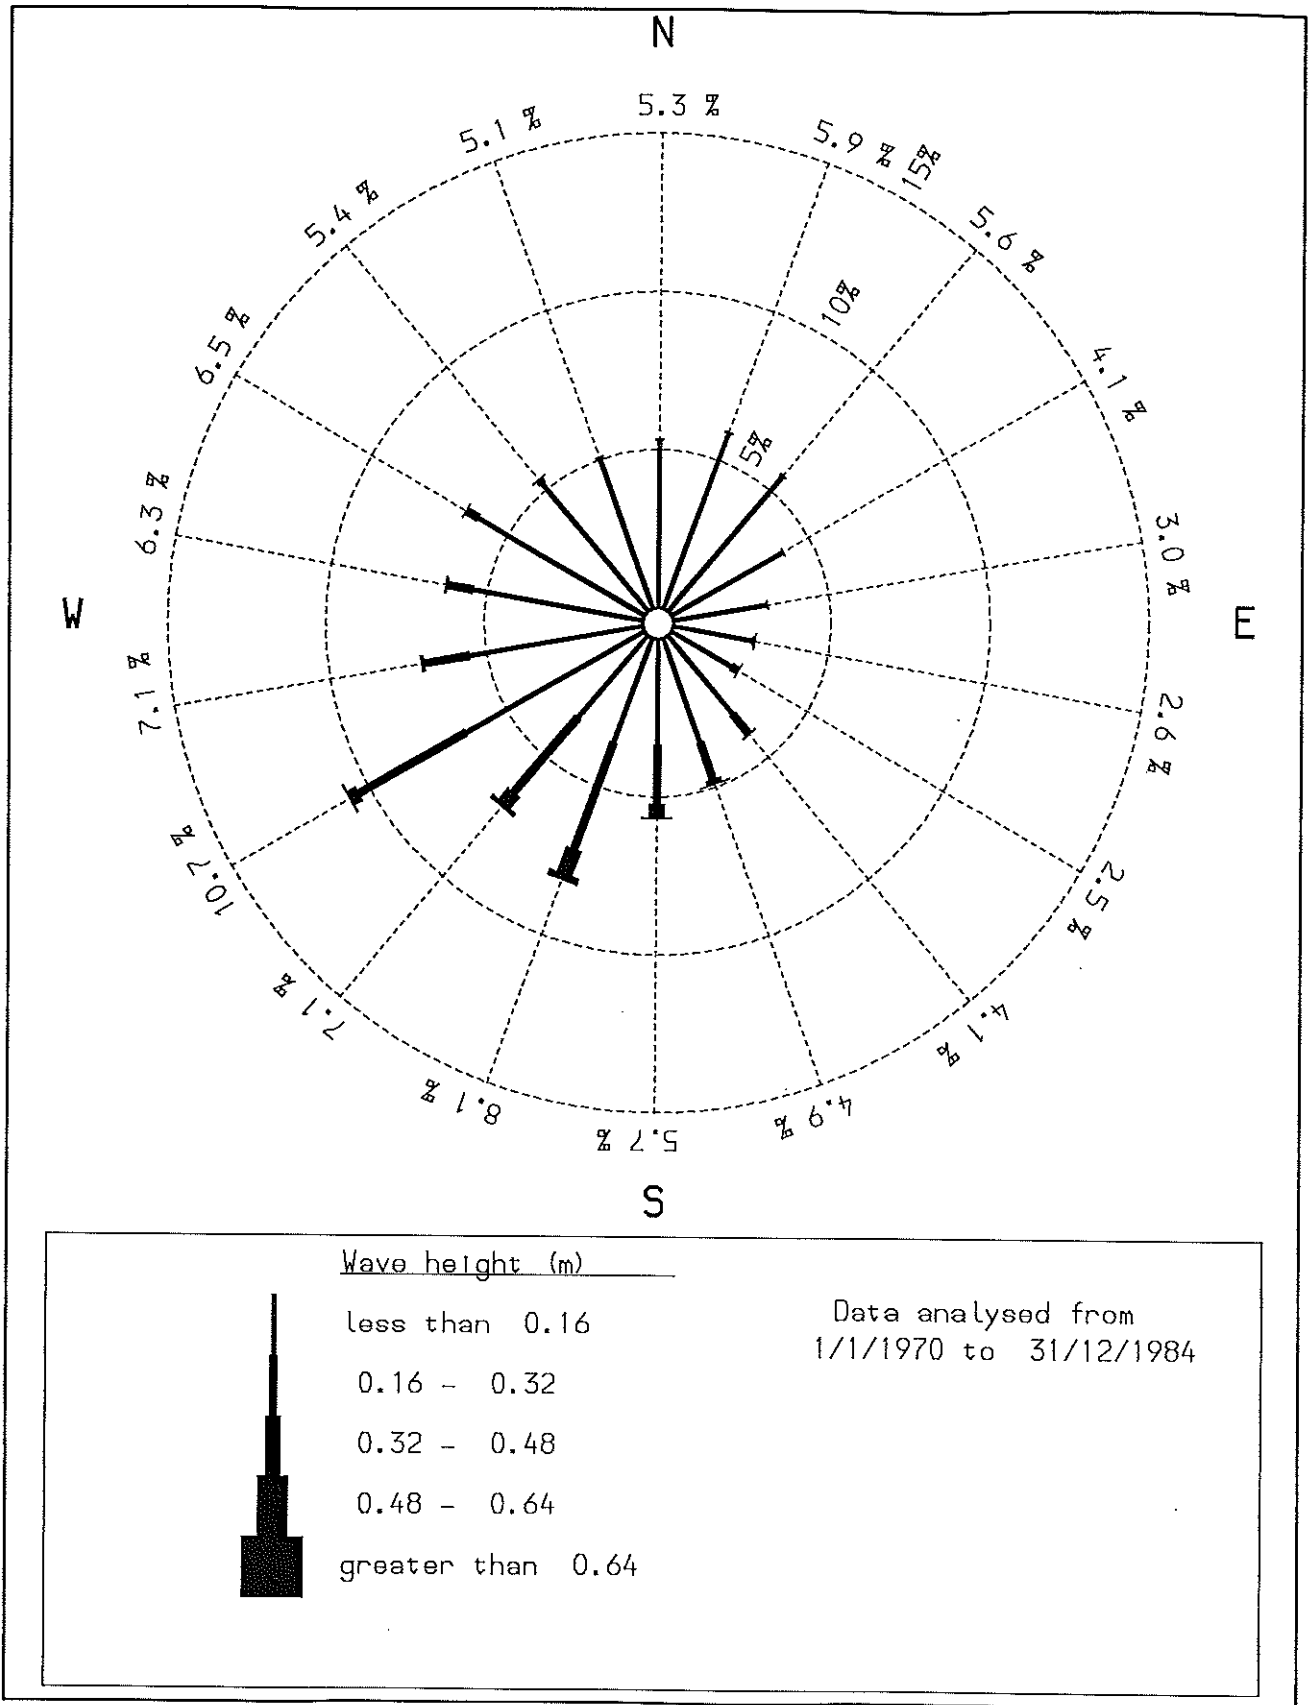 N
5.3 %
5.9 %
15%
5.6 %
10%
4.1 %
5%
3.0 %
E
2.6 %
2.5 %
4.1 %
4.9 %
5.7 %
S
8.1 %
7.1 %
10.7 %
7.1 %
W
6.3 %
6.5 %
5.4 %
5.1 %
Wave height (m)
less than 0.16
0.16 - 0.32
0.32 - 0.48
0.48 - 0.64
greater than 0.64
Data analysed from
1/1/1970 to 31/12/1984